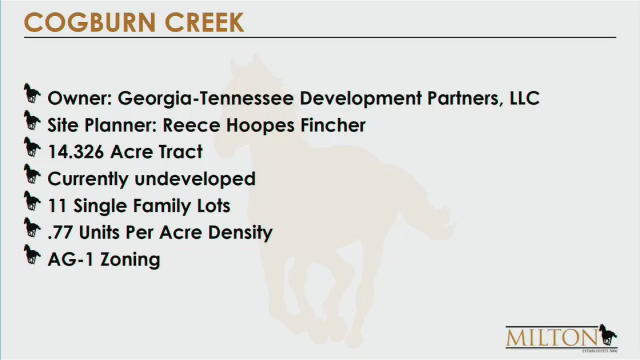 COGBURN CREEK
Owner: Georgia-Tennessee Development Partners, LLC
Site Planner: Reece Hoopes Fincher
14.326 Acre Tract
Currently undeveloped
11 Single Family Lots
.77 Units Per Acre Density
AG-1 Zoning
MILTON